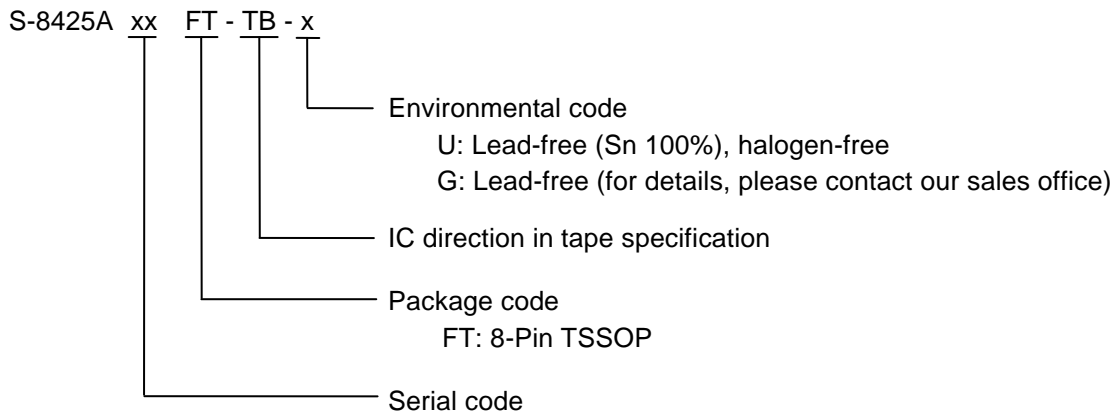 S-8425A xx FT - TB - x
Environmental code
U: Lead-free (Sn 100%), halogen-free
G: Lead-free (for details, please contact our sales office)
IC direction in tape specification
Package code
FT: 8-Pin TSSOP
Serial code